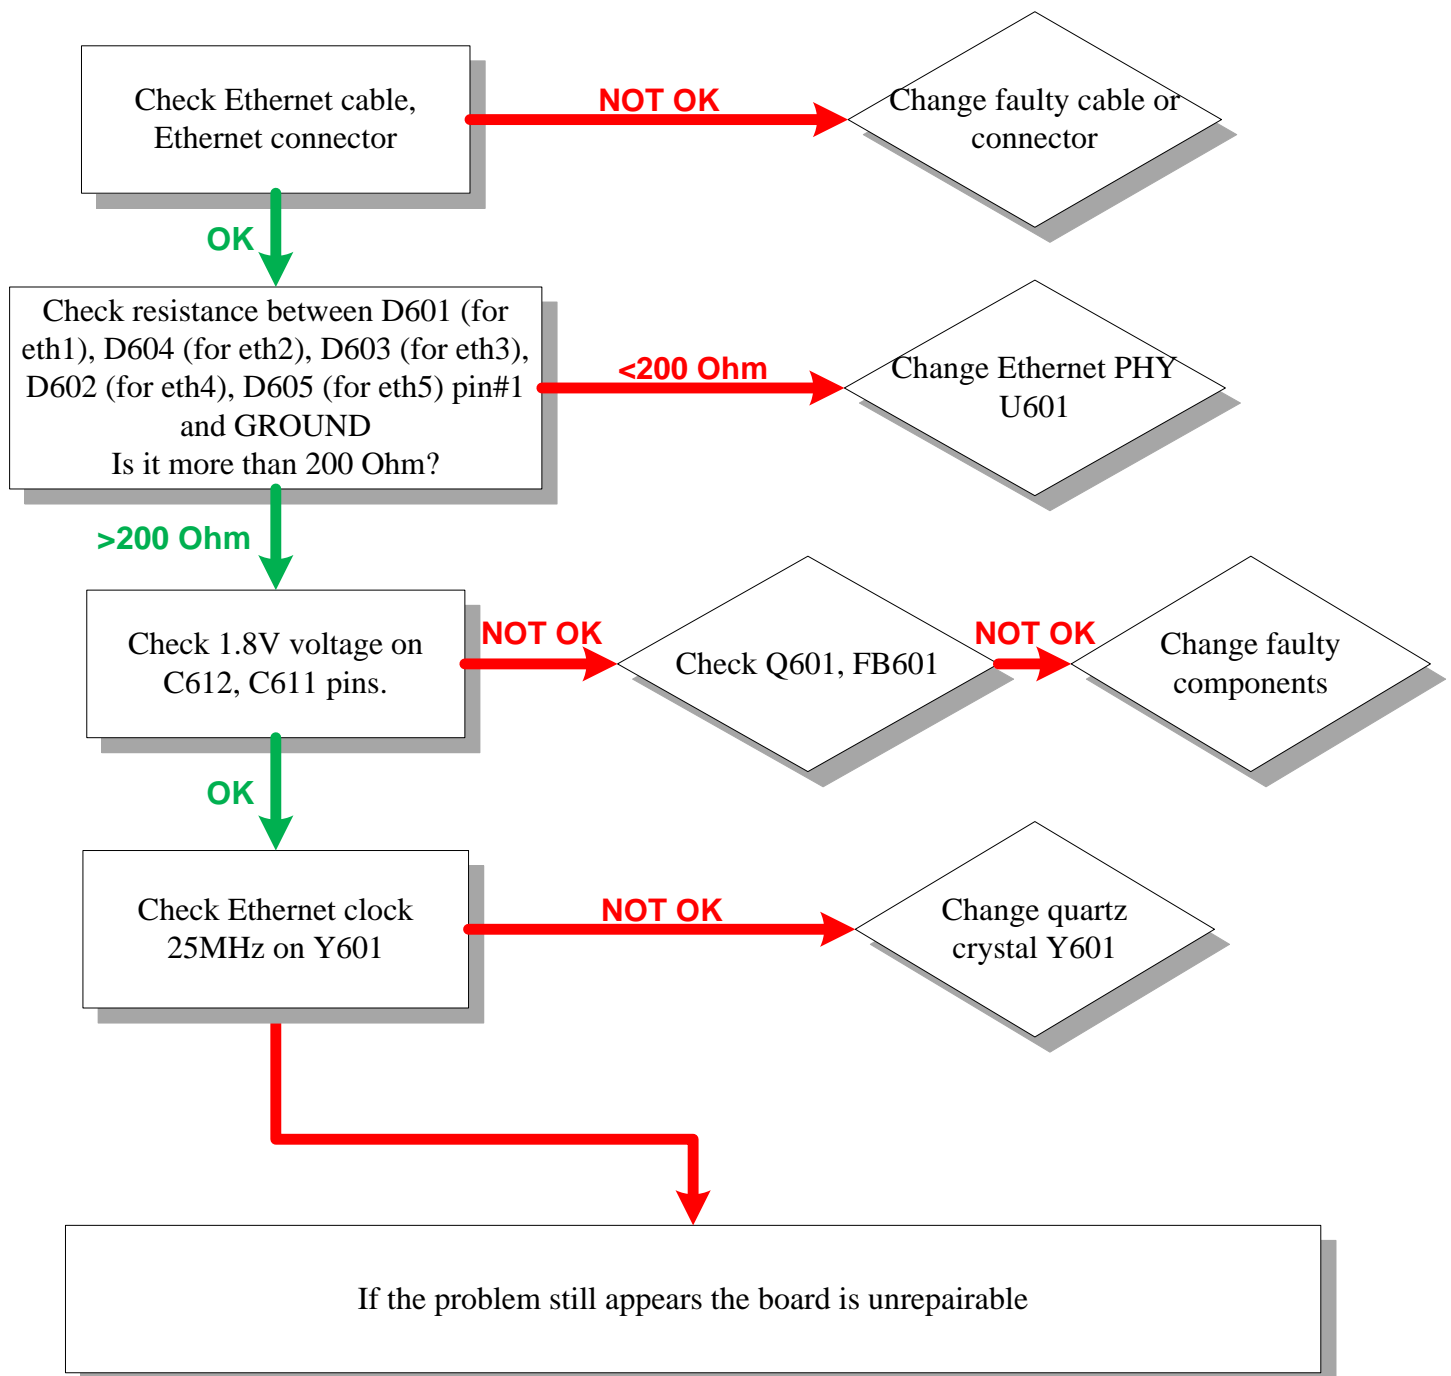 Check Ethernet cable,
Ethernet connector
NOT OK
Change faulty cable or
connector
OK
Check resistance between D601 (for
eth1), D604 (for eth2), D603 (for eth3),
D602 (for eth4), D605 (for eth5) pin#1
and GROUND
Is it more than 200 Ohm?
<200 Ohm
Change Ethernet PHY
U601
>200 Ohm
Check 1.8V voltage on
C612, C611 pins.
NOT OK
Check Q601, FB601
NOT OK
Change faulty
components
OK
Check Ethernet clock
25MHz on Y601
NOT OK
Change quartz
crystal Y601
If the problem still appears the board is unrepairable